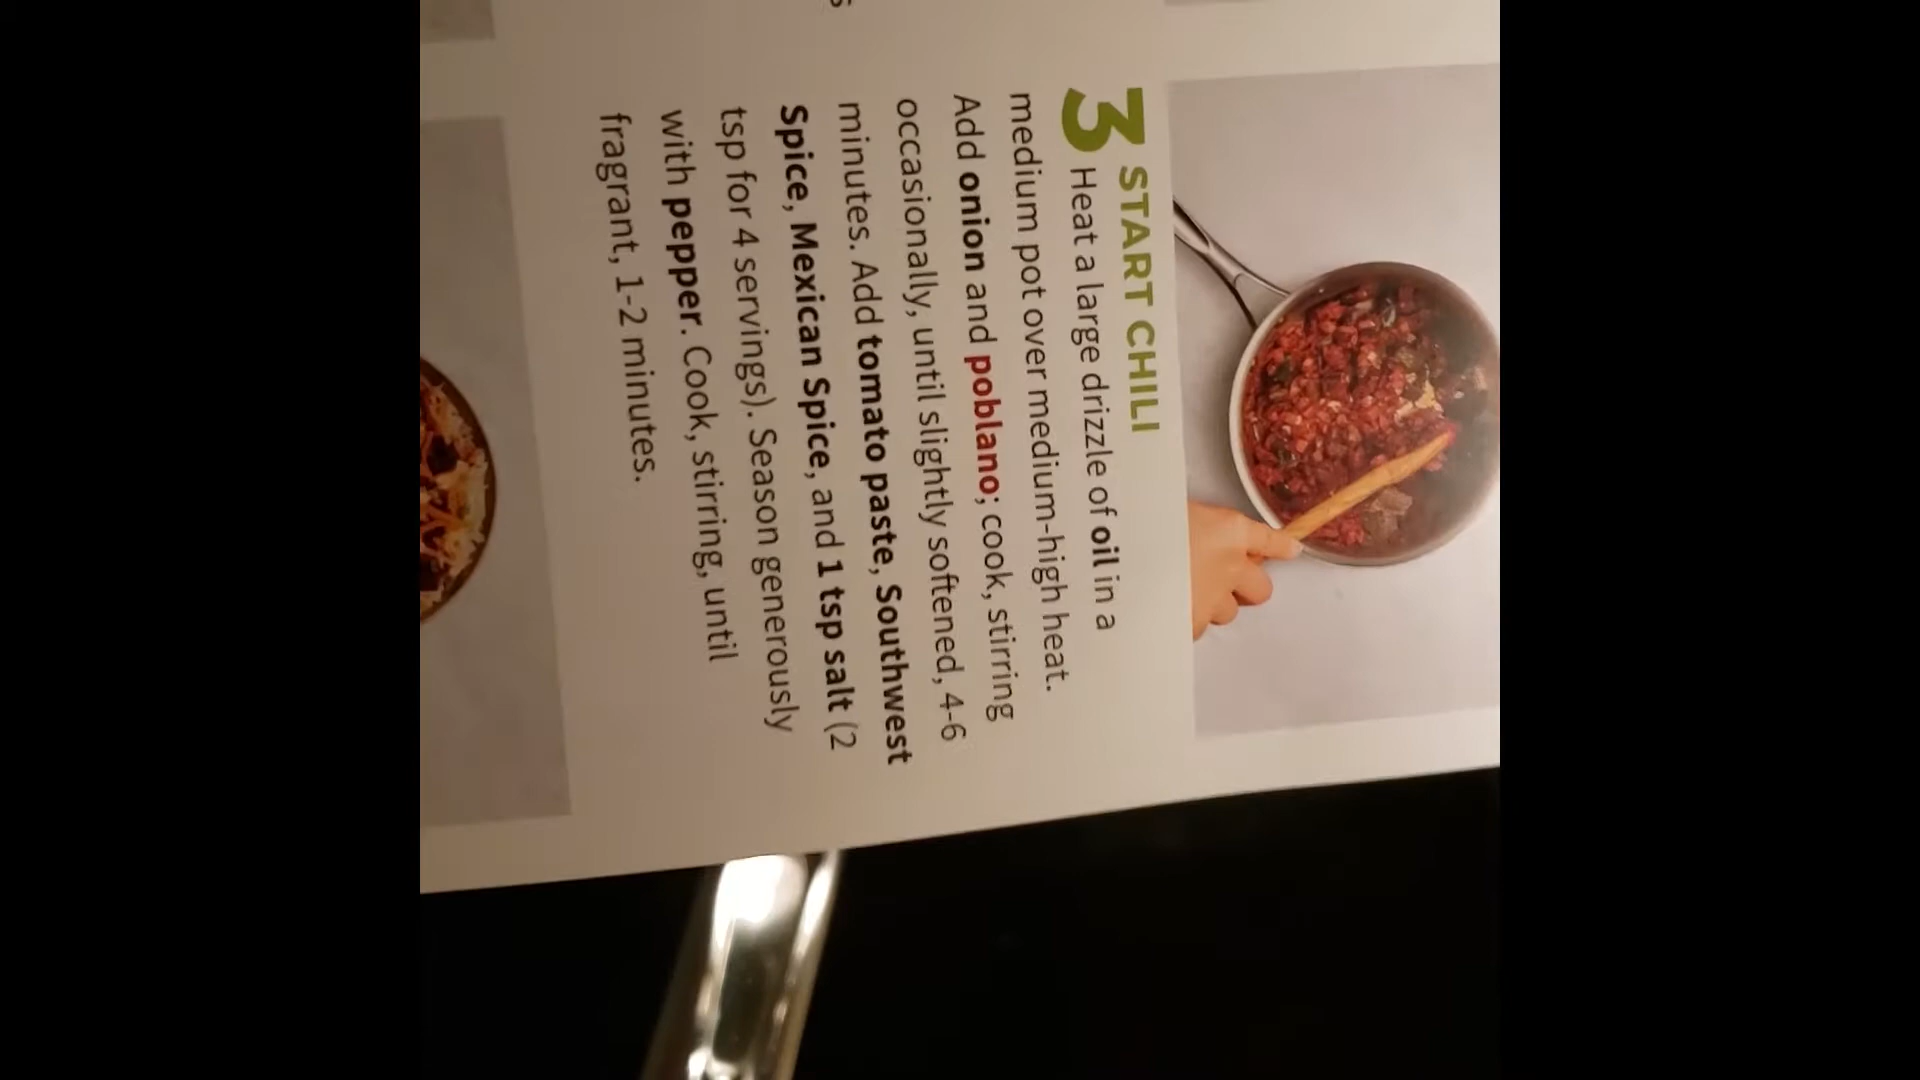 3 START CHILI
Heat a large drizzle of oil in a
medium pot over medium-high heat.
Add onion and poblano; cook, stirring
occasionally, until slightly softened, 4-6
minutes. Add tomato paste, Southwest
Spice, Mexican Spice, and 1 tsp salt (2
tsp for 4 servings). Season generously
with pepper. Cook, stirring, until
fragrant, 1-2 minutes.